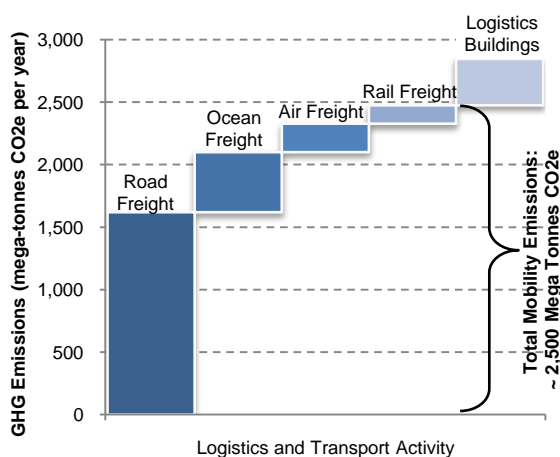 GHG Emissions (mega-tonnes CO2e per year)
3,000
2,500
2,000
1,500
1,000
500
0
Road
Freight
Ocean
Freight
Air Freight
Rail Freight
Logistics
Buildings
Total Mobility Emissions:
~ 2,500 Mega Tonnes CO2e
Logistics and Transport Activity